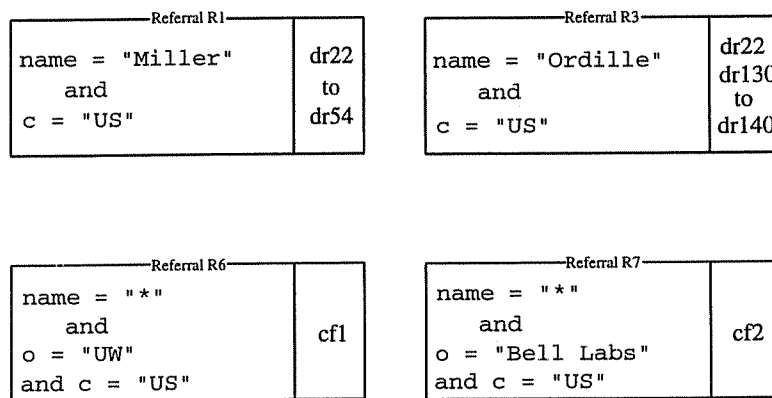 Referral R1
name = "Miller"
and
c = "US"
dr22
to
dr54
Referral R3
name = "Ordille"
and
c = "US"
dr22
dr130
to
dr140
Referral R6
name = "*"
and
o = "UW"
and c = "US"
cf1
Referral R7
name = "*"
and
o = "Bell Labs"
and c = "US"
cf2